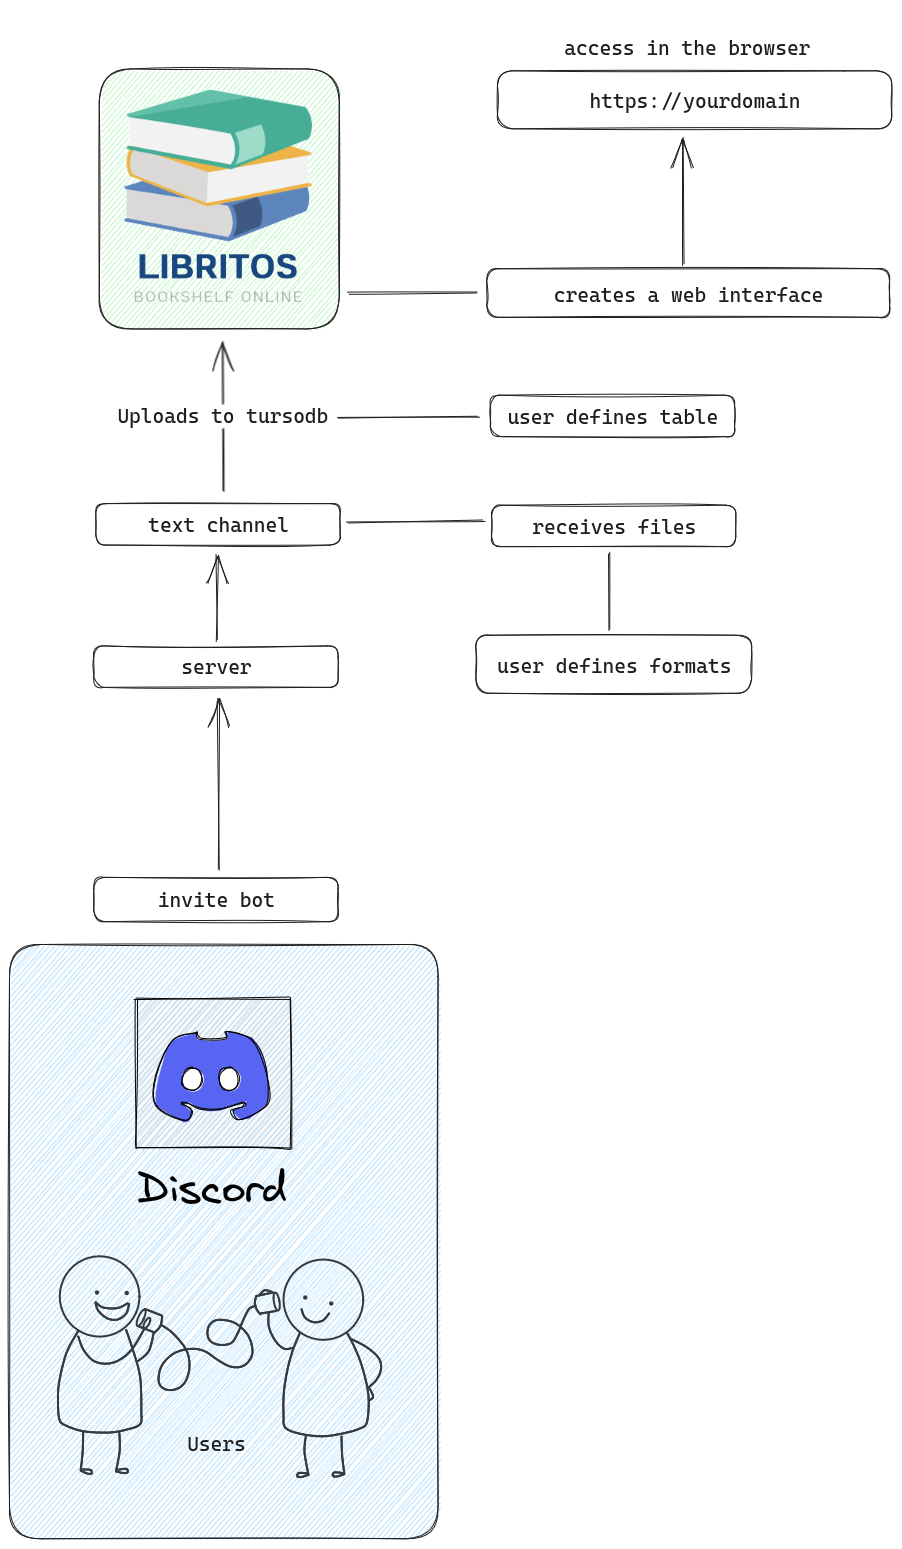 access in the browser
https://yourdomain
LIBRITOS
BOOKSHELF ONLINE
creates a web interface
Uploads to tursodb
user defines table
text channel
receives files
server
user defines formats
invite bot
Discord
Users